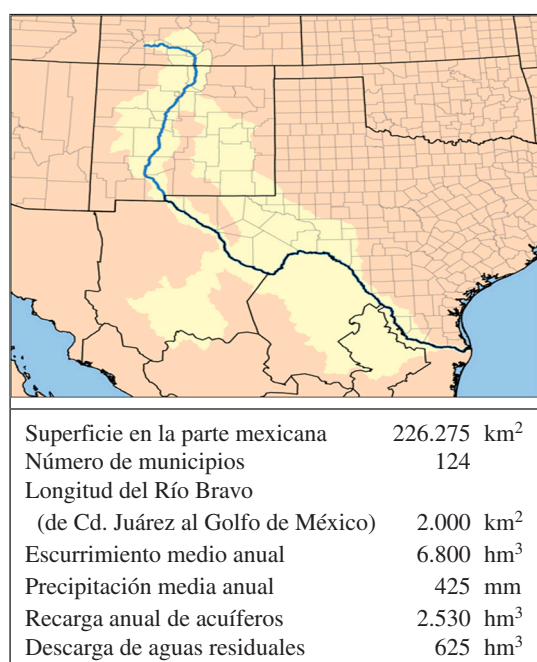 Superficie en la parte mexicana 226.275 km²
Número de municipios 124
Longitud del Río Bravo
(de Cd. Juárez al Golfo de México) 2.000 km²
Escurrimiento medio anual 6.800 hm³
Precipitación media anual 425 mm
Recarga anual de acuíferos 2.530 hm³
Descarga de aguas residuales 625 hm³